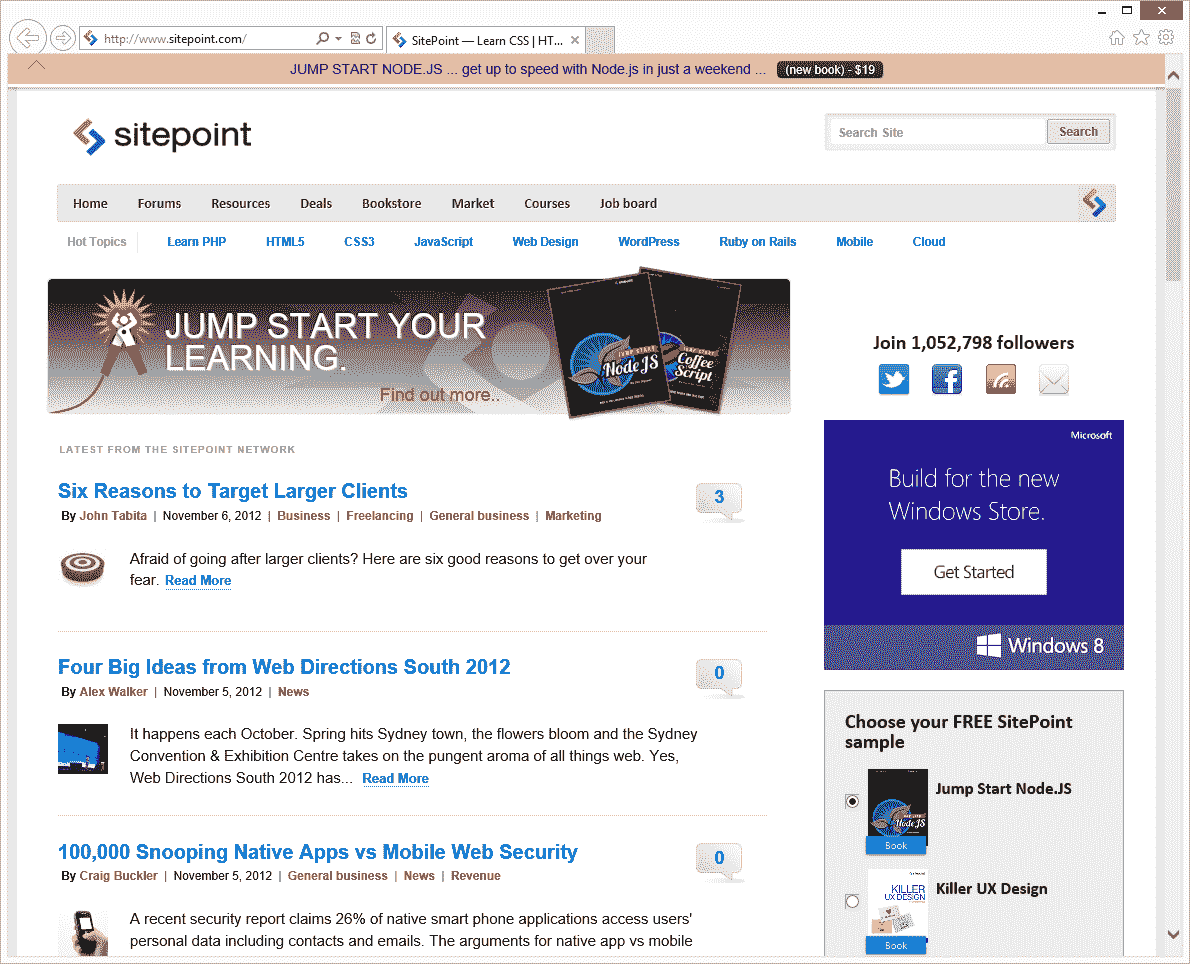 http://www.sitepoint.com/
SitePoint — Learn CSS | HT...
JUMP START NODE.JS ... get up to speed with Node.js in just a weekend ... (new book) - $19
sitepoint
Search Site
Search
Home Forums Resources Deals Bookstore Market Courses Job board
Hot Topics Learn PHP HTML5 CSS3 JavaScript Web Design WordPress Ruby on Rails Mobile Cloud
JUMP START YOUR
LEARNING.
Find out more..
JUMP START
Node JS
JUMP START
Coffee
Script
Join 1,052,798 followers
LATEST FROM THE SITEPOINT NETWORK
Six Reasons to Target Larger Clients
3
By John Tabita | November 6, 2012 | Business | Freelancing | General business | Marketing
Afraid of going after larger clients? Here are six good reasons to get over your
fear. Read More
Four Big Ideas from Web Directions South 2012
0
By Alex Walker | November 5, 2012 | News
It happens each October. Spring hits Sydney town, the flowers bloom and the Sydney
Convention & Exhibition Centre takes on the pungent aroma of all things web. Yes,
Web Directions South 2012 has... Read More
100,000 Snooping Native Apps vs Mobile Web Security
0
By Craig Buckler | November 5, 2012 | General business | News | Revenue
A recent security report claims 26% of native smart phone applications access users'
personal data including contacts and emails. The arguments for native app vs mobile
Microsoft
Build for the new
Windows Store.
Get Started
Windows 8
Choose your FREE SitePoint
sample
Jump Start Node.JS
Node JS
Book
Killer UX Design
KILLER
UX DESIGN
Book